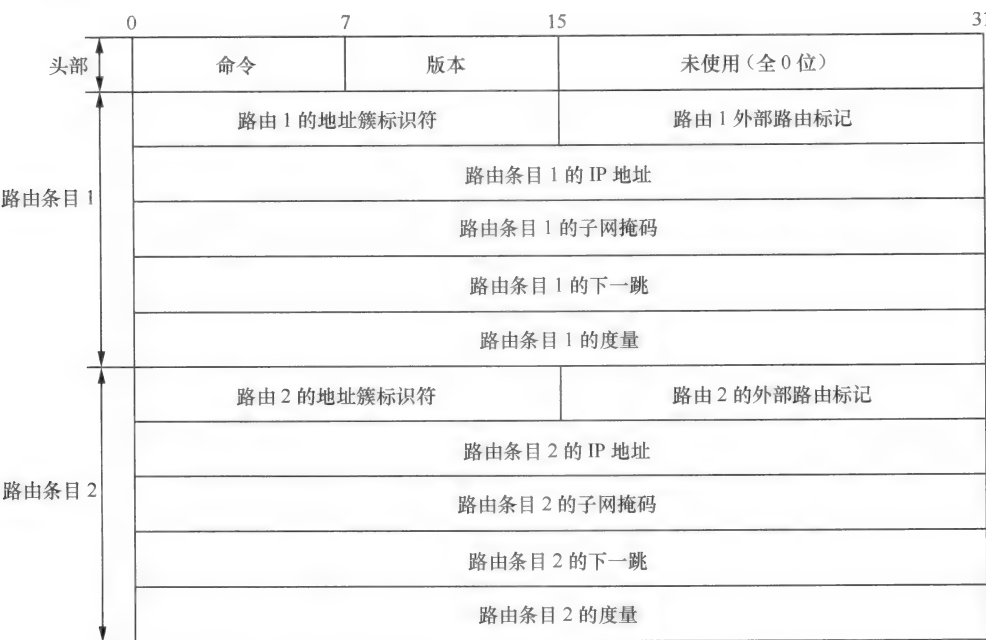 0 7 15 31
头部 命令 版本 未使用(全0位)
路由1的地址簇标识符 路由1外部路由标记
路由条目1的IP地址
路由条目1
路由条目1的子网掩码
路由条目1的下一跳
路由条目1的度量
路由2的地址簇标识符 路由2的外部路由标记
路由条目2的IP地址
路由条目2
路由条目2的子网掩码
路由条目2的下一跳
路由条目2的度量